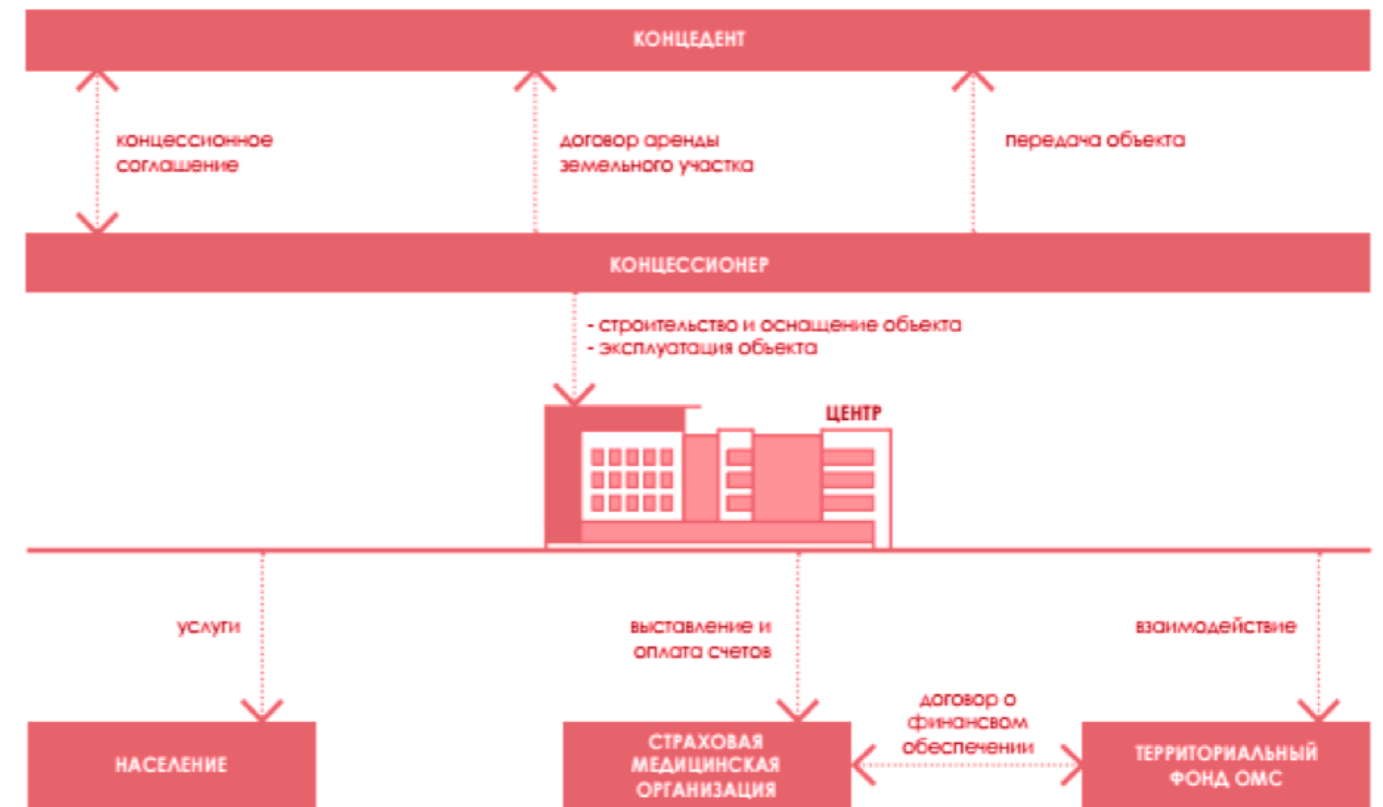 КОНЦЕДЕНТ
концессионное
соглашение
договор аренды
земельного участка
передача объекта
КОНЦЕССИОНЕР
- строительство и оснащение объекта
- эксплуатация объекта
ЦЕНТР
услуги
выставление и
оплата счетов
взаимодействие
договор о
финансвом
обеспечении
НАСЕЛЕНИЕ
СТРАХОВАЯ
МЕДИЦИНСКАЯ
ОРГАНИЗАЦИЯ
ТЕРРИТОРИАЛЬНЫЙ
ФОНД ОМС